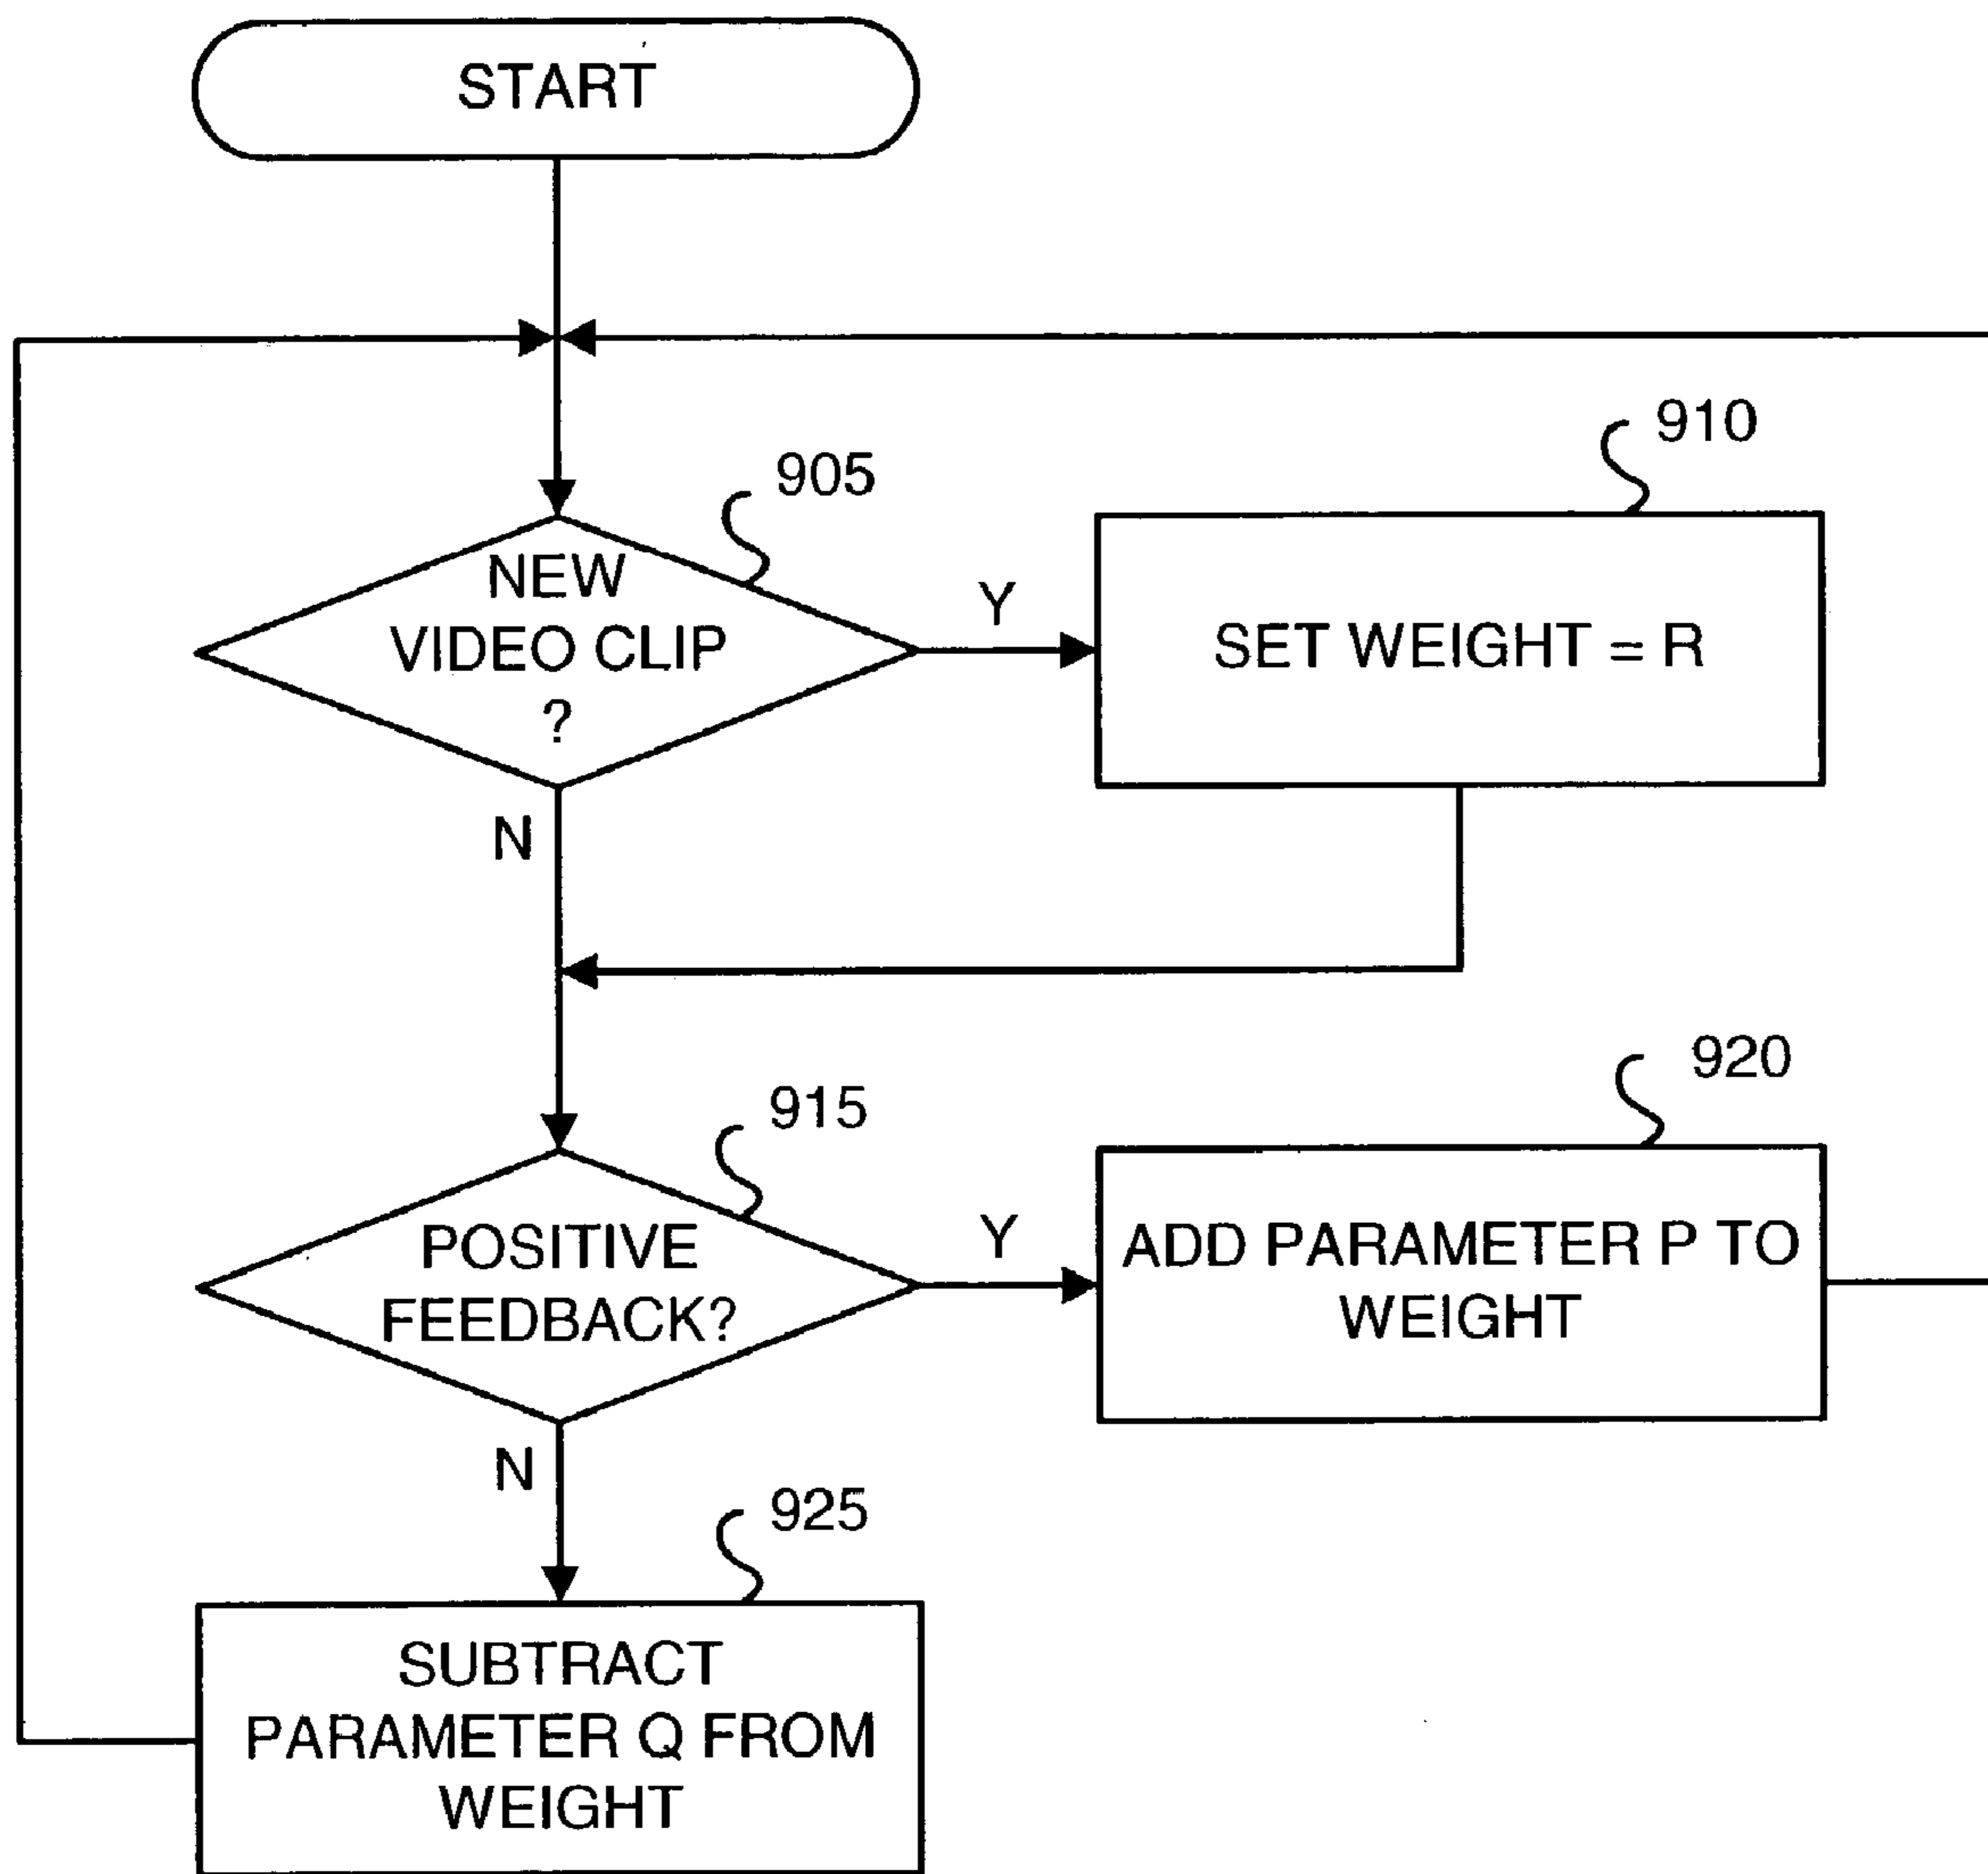 START
910
905
NEW
VIDEO CLIP
?
Y
SET WEIGHT = R
N
920
915
POSITIVE
FEEDBACK?
Y
ADD PARAMETER P TO
WEIGHT
N
925
SUBTRACT
PARAMETER Q FROM
WEIGHT